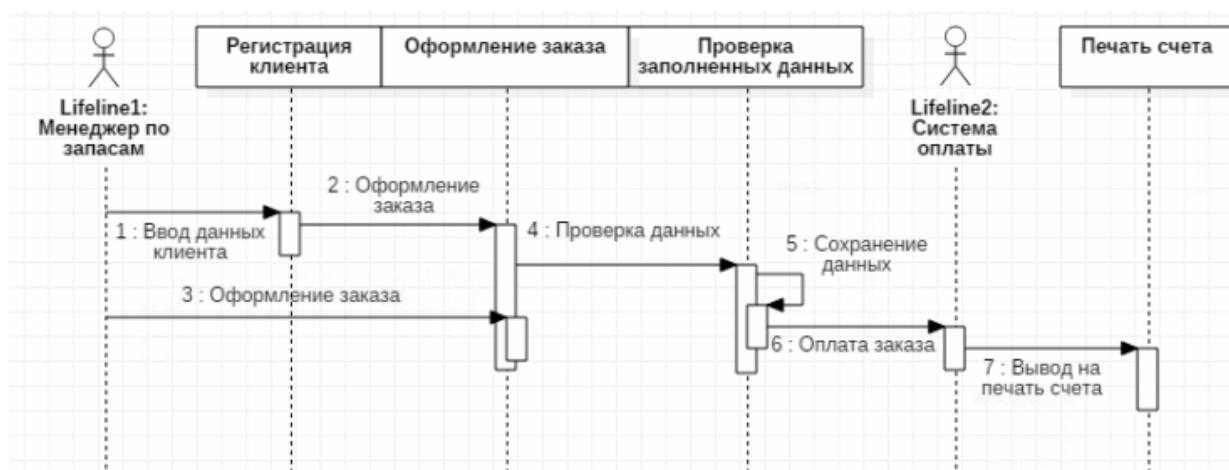 Регистрация
клиента
Оформление заказа
Проверка
заполненных данных
Печать счета
Lifeline1:
Менеджер по
запасам
Lifeline2:
Система
оплаты
2 : Оформление
заказа
1 : Ввод данных
клиента
4 : Проверка данных
5 : Сохранение
данных
3 : Оформление заказа
6 : Оплата заказа
7 : Вывод на
печать счета